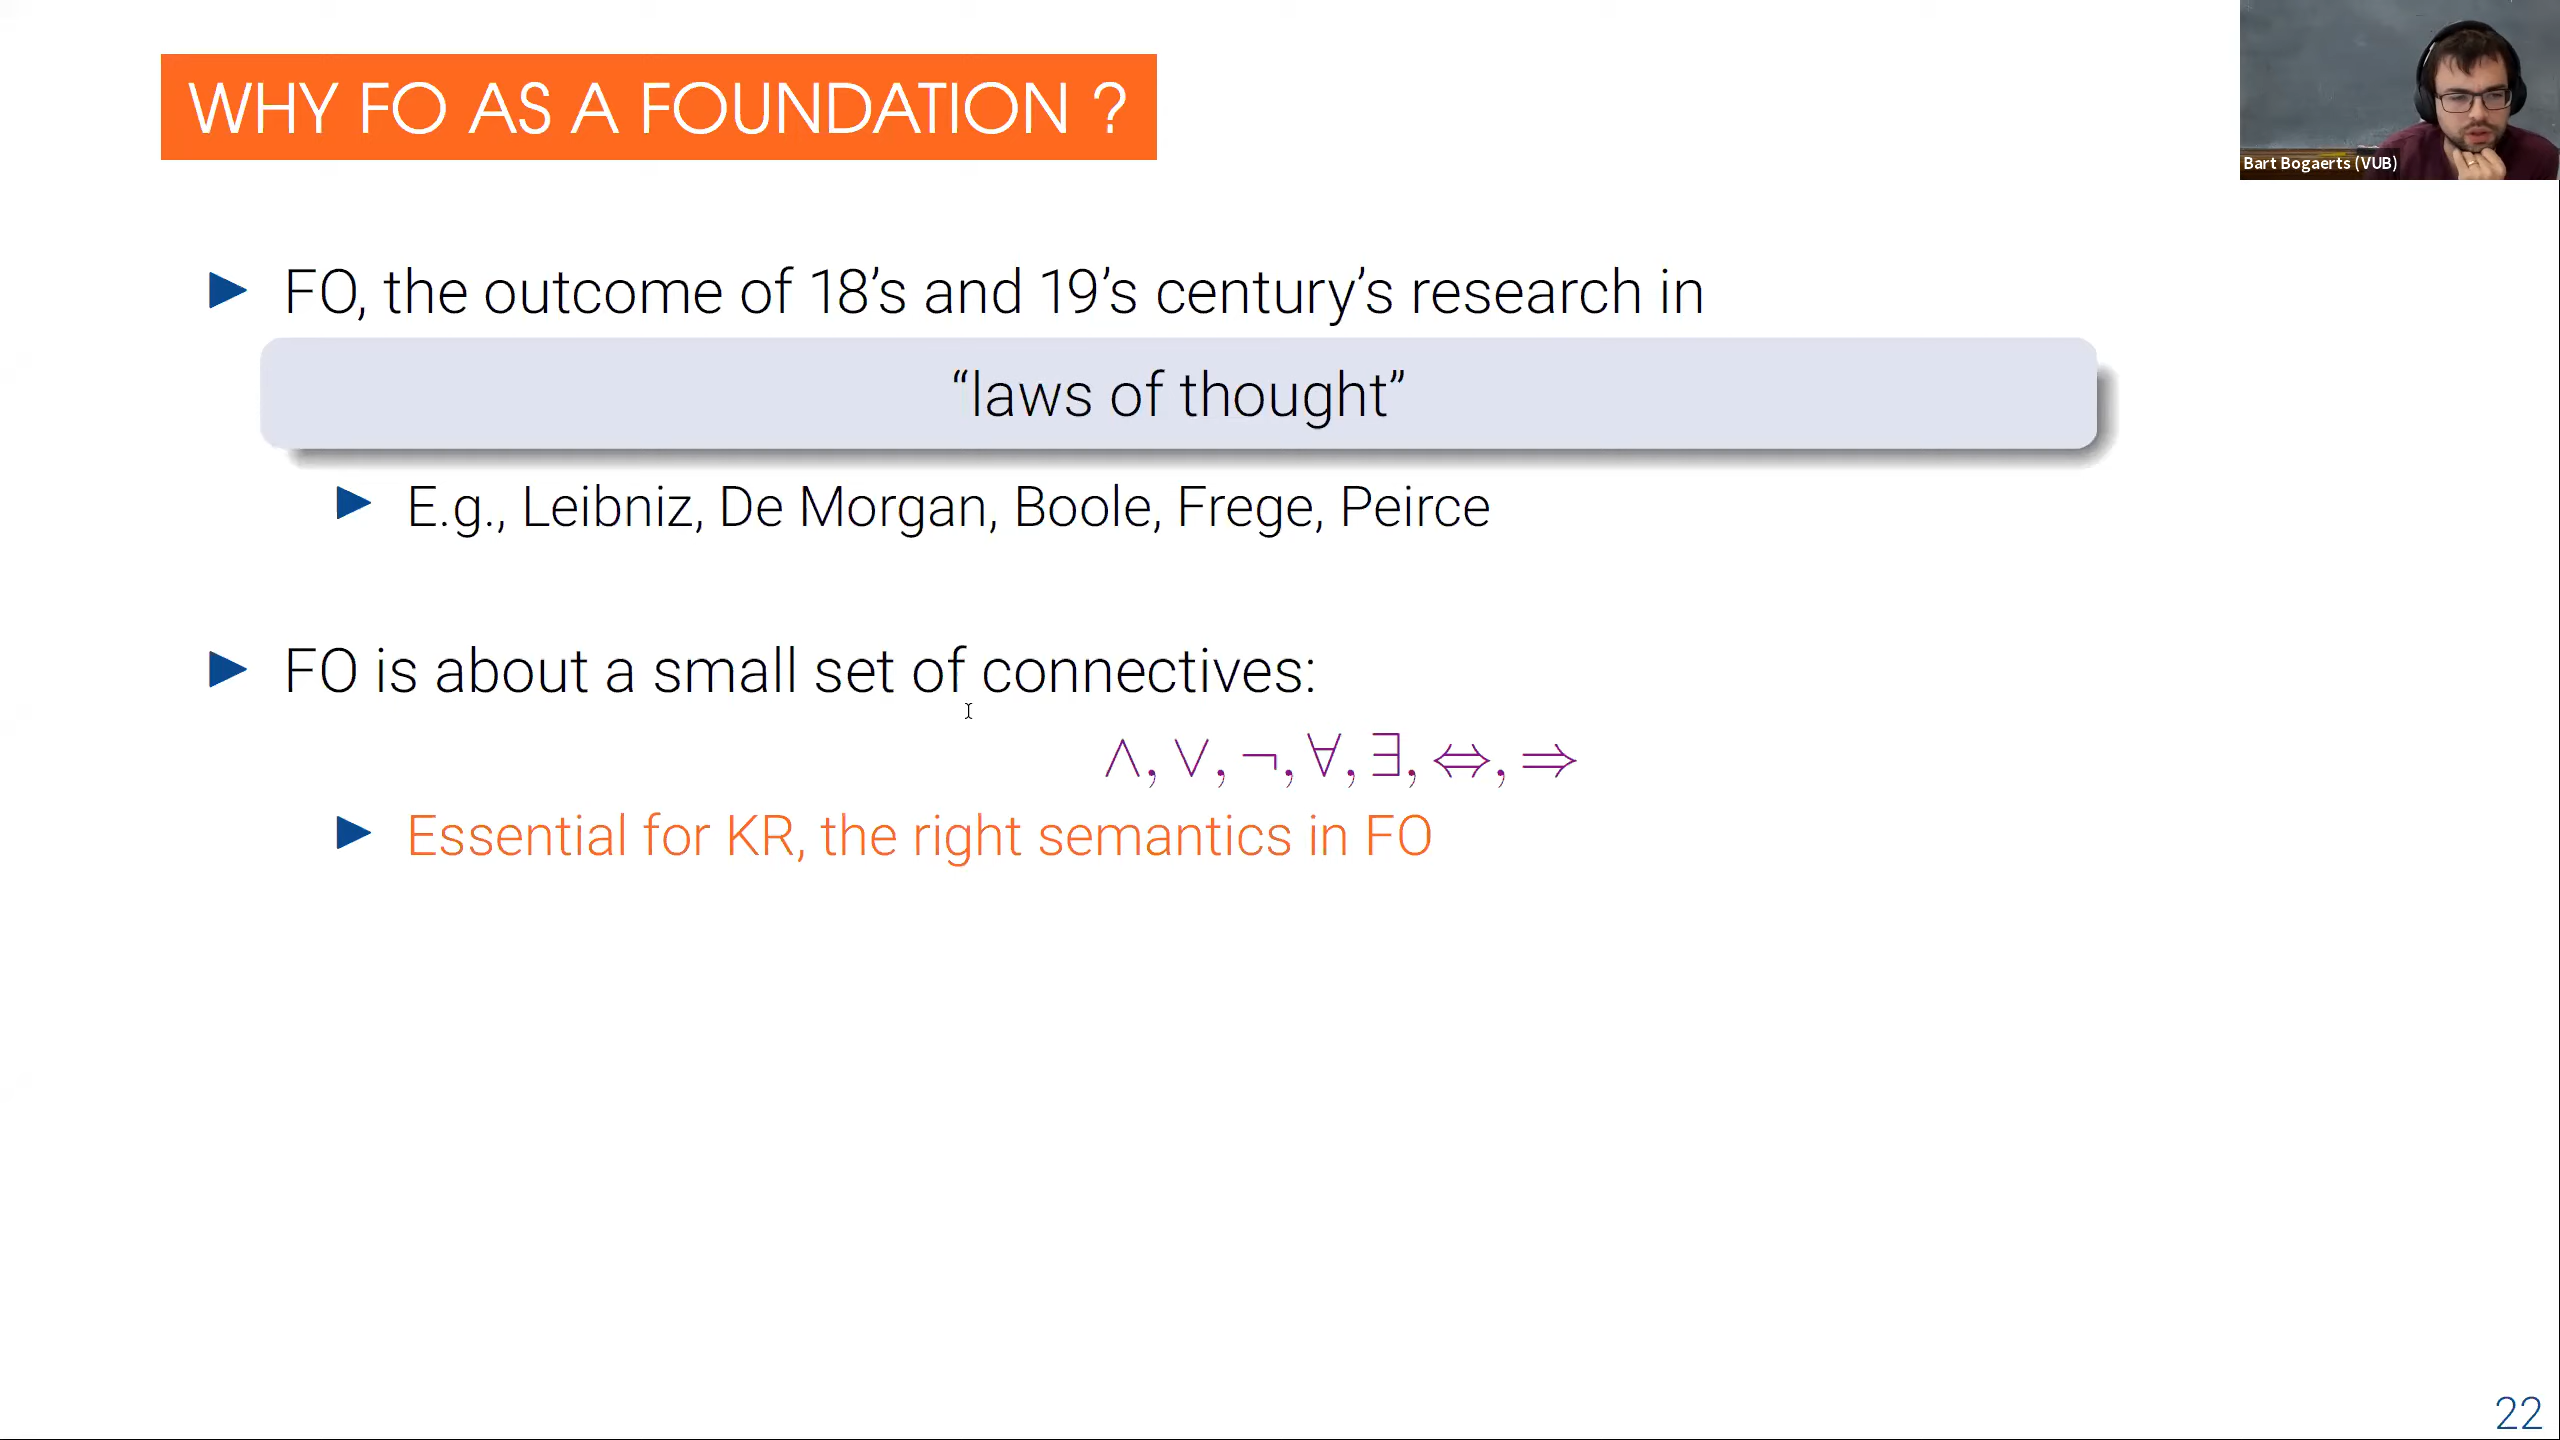 WHY FO AS A FOUNDATION ?
Bart Bogaerts (VUB)
FO, the outcome of 18’s and 19’s century’s research in
“laws of thought”
E.g., Leibniz, De Morgan, Boole, Frege, Peirce
FO is about a small set of connectives:
∧, ∨, ¬, ∀, ∃, ⇔, ⇒
Essential for KR, the right semantics in FO
22